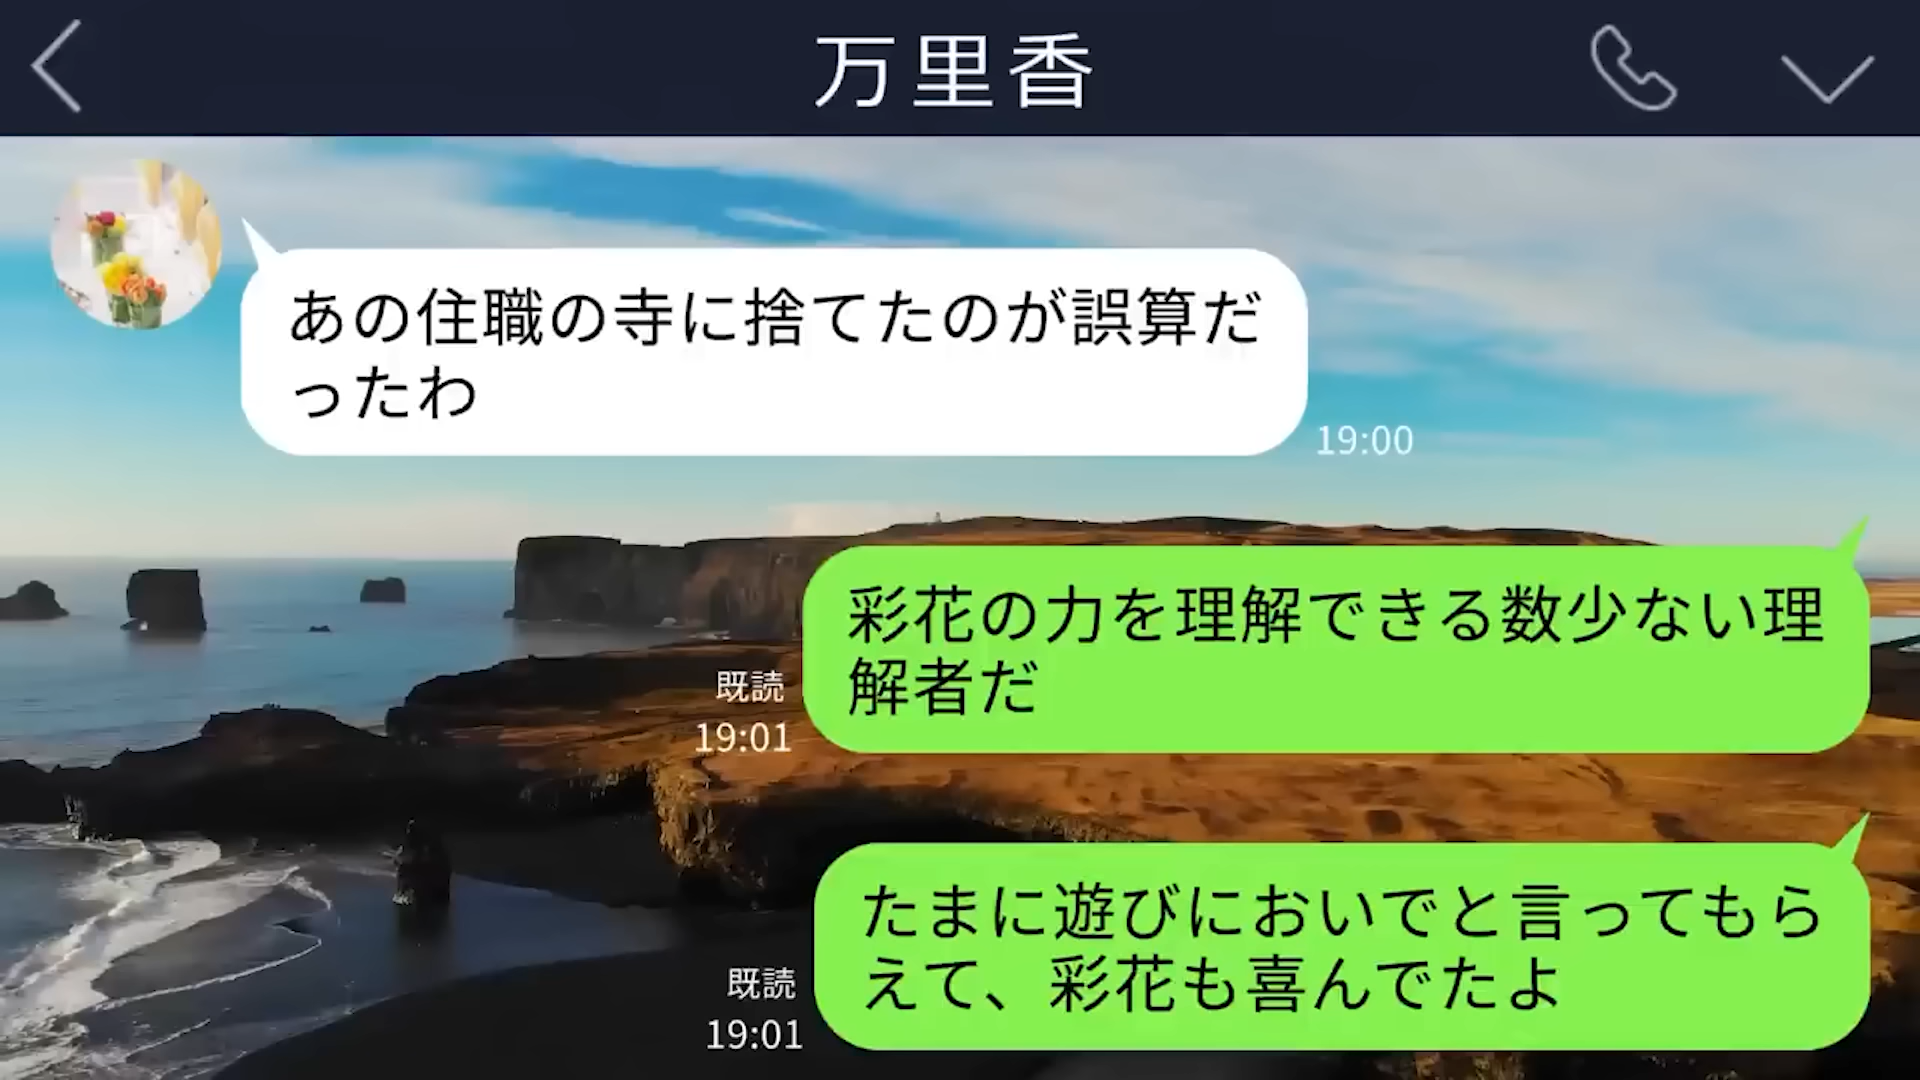 万里香
あの住職の寺に捨てたのが誤算だ
ったわ
19:00
彩花の力を理解できる数少ない理
解者だ
既読
19:01
たまに遊びにおいでと言ってもら
えて、彩花も喜んでたよ
既読
19:01